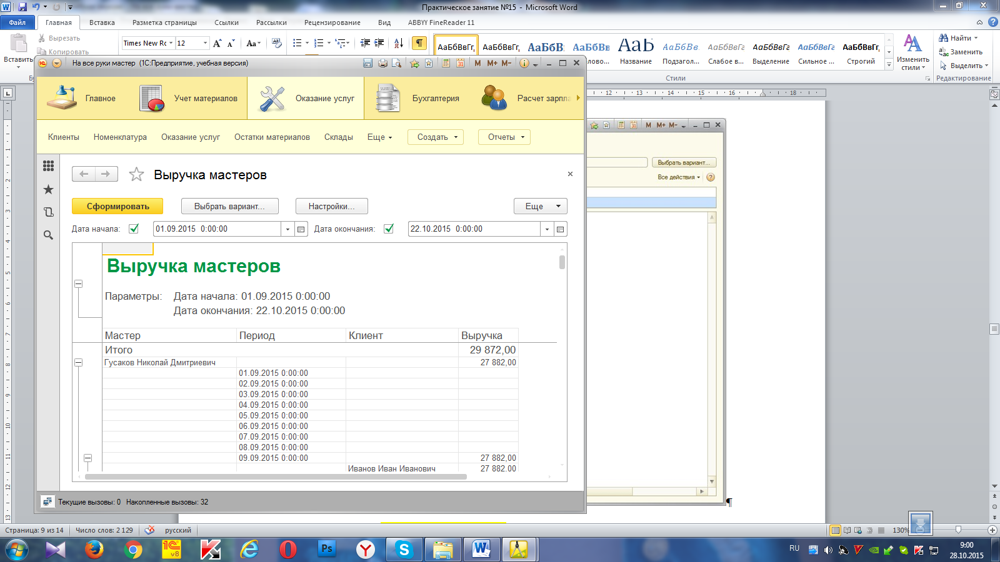 Практическое занятие №15 - Microsoft Word
Файл Главная Вставка Разметка страницы Ссылки Рассылки Рецензирование Вид ABBYY FineReader 11
Вставить
Вырезать
Копировать
Times New Ro 12
АаБбВвГг, АаБбВвГг, АаБбВ АаБбВв АаБ АаБбВв. АаБбВвГг АаБбВвГг АаБбВвГг АаБбВвГг,
Название Подзагол... Слабое в... Выделение Сильное ... Строгий
Стили
Изменить стили
Найти
Заменить
Выделить
Редактирование
На все руки мастер (1С:Предприятие, учебная версия)
M M+ M-
Главное Учет материалов Оказание услуг Бухгалтерия Расчет зарпла
Клиенты Номенклатура Оказание услуг Остатки материалов Склады Еще Создать Отчеты
Выручка мастеров
Сформировать Выбрать вариант... Настройки... Еще
Дата начала: 01.09.2015 0:00:00 Дата окончания: 22.10.2015 0:00:00
Выручка мастеров
Параметры: Дата начала: 01.09.2015 0:00:00
Дата окончания: 22.10.2015 0:00:00
Мастер Период Клиент Выручка
Итого 29 872,00
Гусаков Николай Дмитриевич 27 882,00
01.09.2015 0:00:00
02.09.2015 0:00:00
03.09.2015 0:00:00
04.09.2015 0:00:00
05.09.2015 0:00:00
06.09.2015 0:00:00
07.09.2015 0:00:00
08.09.2015 0:00:00
09.09.2015 0:00:00 27 882,00
Иванов Иван Иванович 27 882,00
Текущие вызовы: 0 Накопленные вызовы: 32
12 13 14 15 16 18
M M+ M-
Выбрать вариант...
Все действия
¶
Страница: 9 из 14 Число слов: 2 129 русский 130%
RU
9:00
28.10.2015